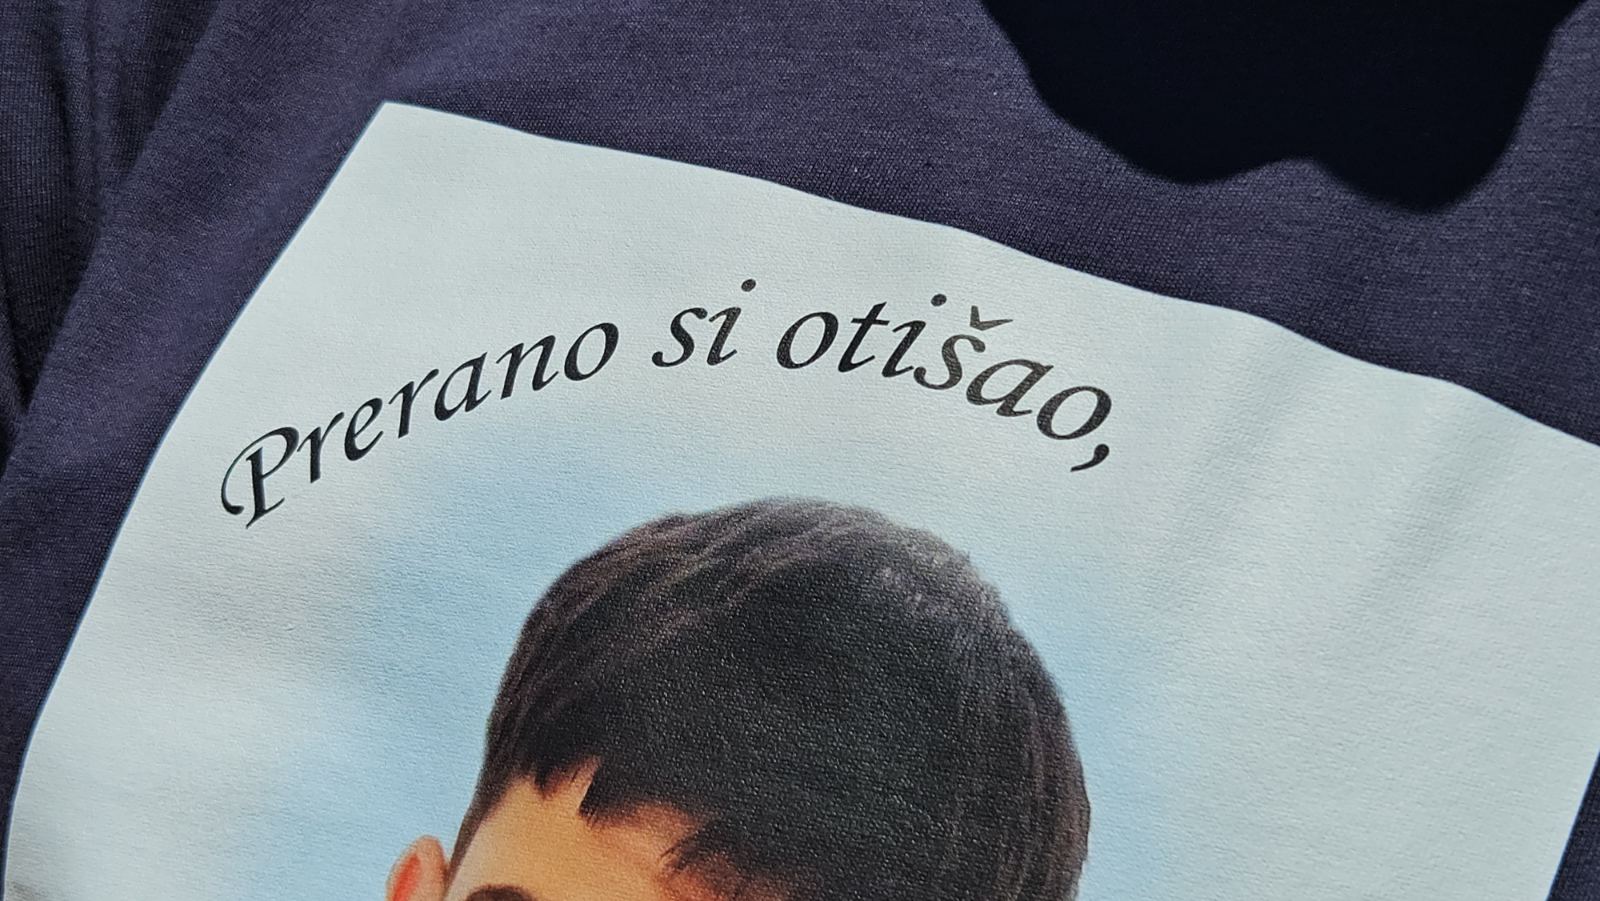 Prerano si otišao,